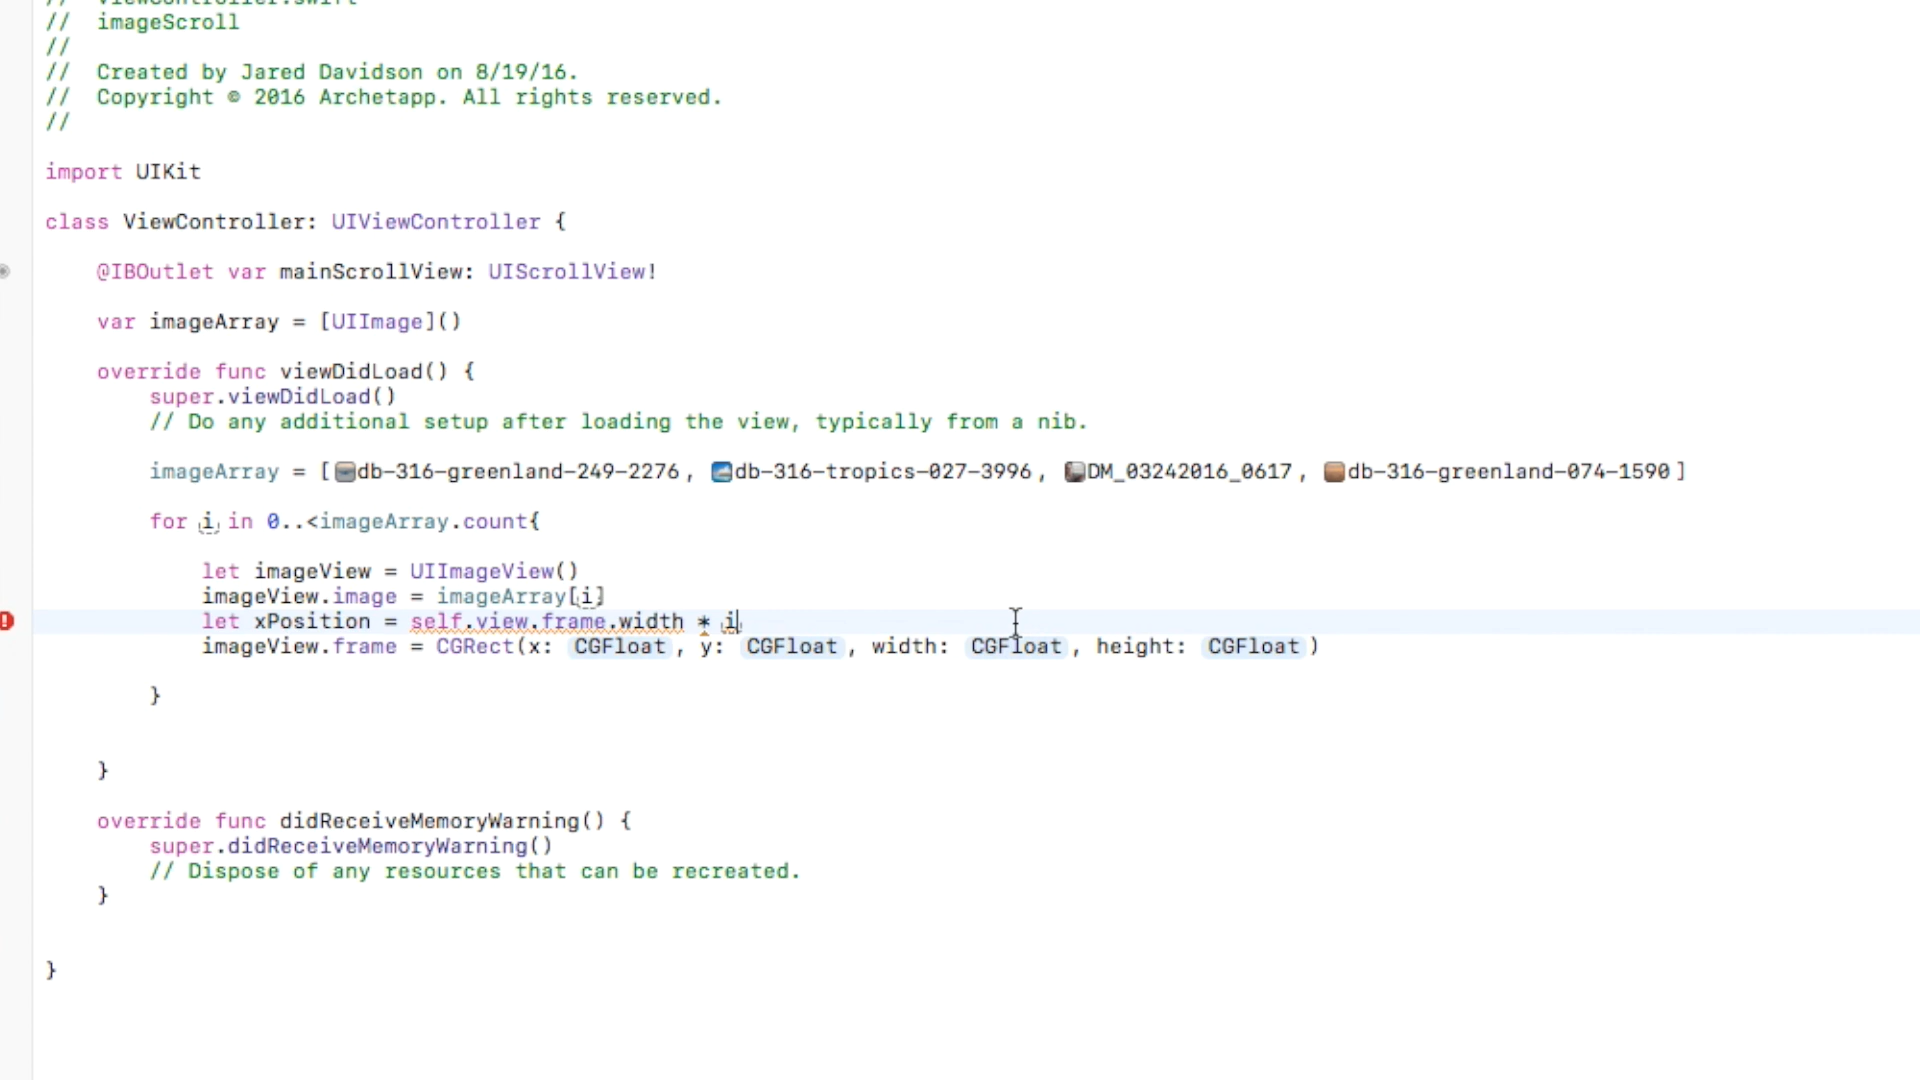 // ViewController.swift
//  imageScroll
//
//  Created by Jared Davidson on 8/19/16.
//  Copyright © 2016 Archetapp. All rights reserved.
//
import UIKit
class ViewController: UIViewController {
@IBOutlet var mainScrollView: UIScrollView!
var imageArray = [UIImage]()
override func viewDidLoad() {
super.viewDidLoad()
// Do any additional setup after loading the view, typically from a nib.
imageArray = [db-316-greenland-249-2276, db-316-tropics-027-3996, DM_03242016_0617, db-316-greenland-074-1590]
for i in 0..<imageArray.count{
let imageView = UIImageView()
imageView.image = imageArray[i]
let xPosition = self.view.frame.width * i
imageView.frame = CGRect(x: CGFloat, y: CGFloat, width: CGFloat, height: CGFloat)
}
}
override func didReceiveMemoryWarning() {
super.didReceiveMemoryWarning()
// Dispose of any resources that can be recreated.
}
}